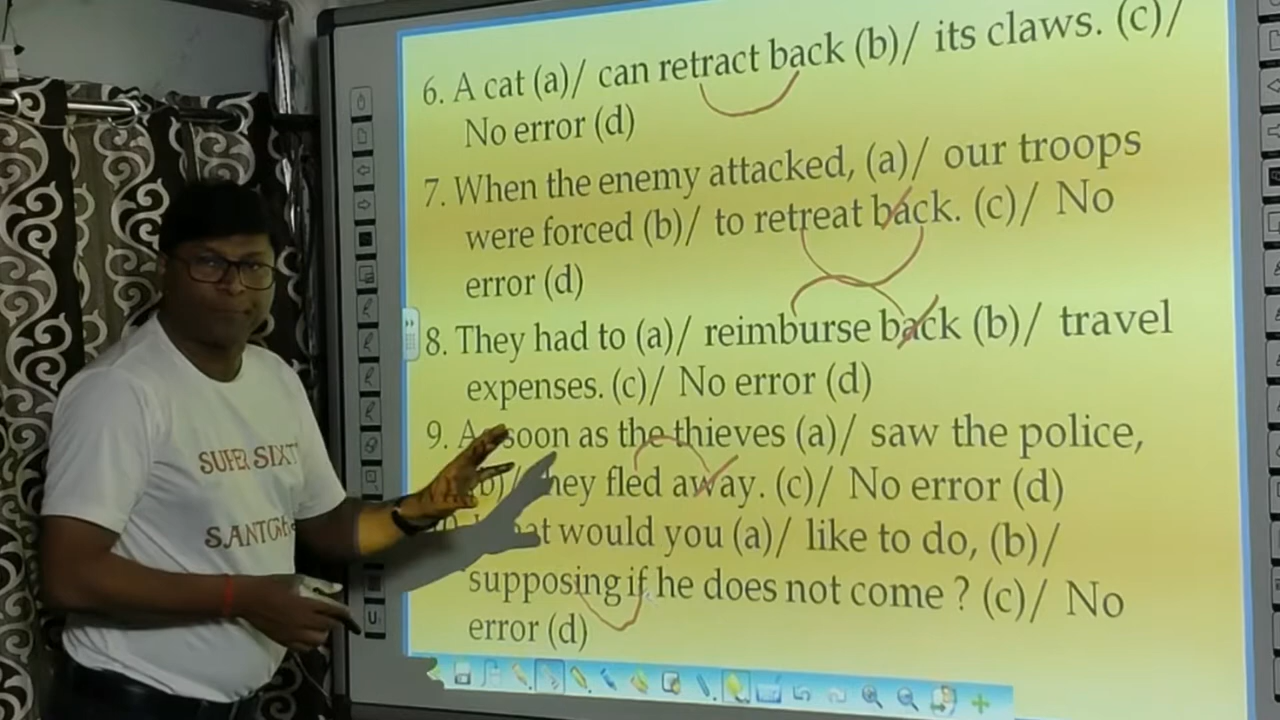 6. A cat (a)/ can retract back (b)/ its claws. (c)/
No error (d)
7. When the enemy attacked, (a)/ our troops
were forced (b)/ to retreat back. (c)/ No
error (d)
8. They had to (a)/ reimburse back (b)/ travel
expenses. (c)/ No error (d)
9. As soon as the thieves (a)/ saw the police,
(b)/ they fled away. (c)/ No error (d)
would you (a)/ like to do, (b)/
supposing if he does not come ? (c)/ No
error (d)
SUPER SIXTY